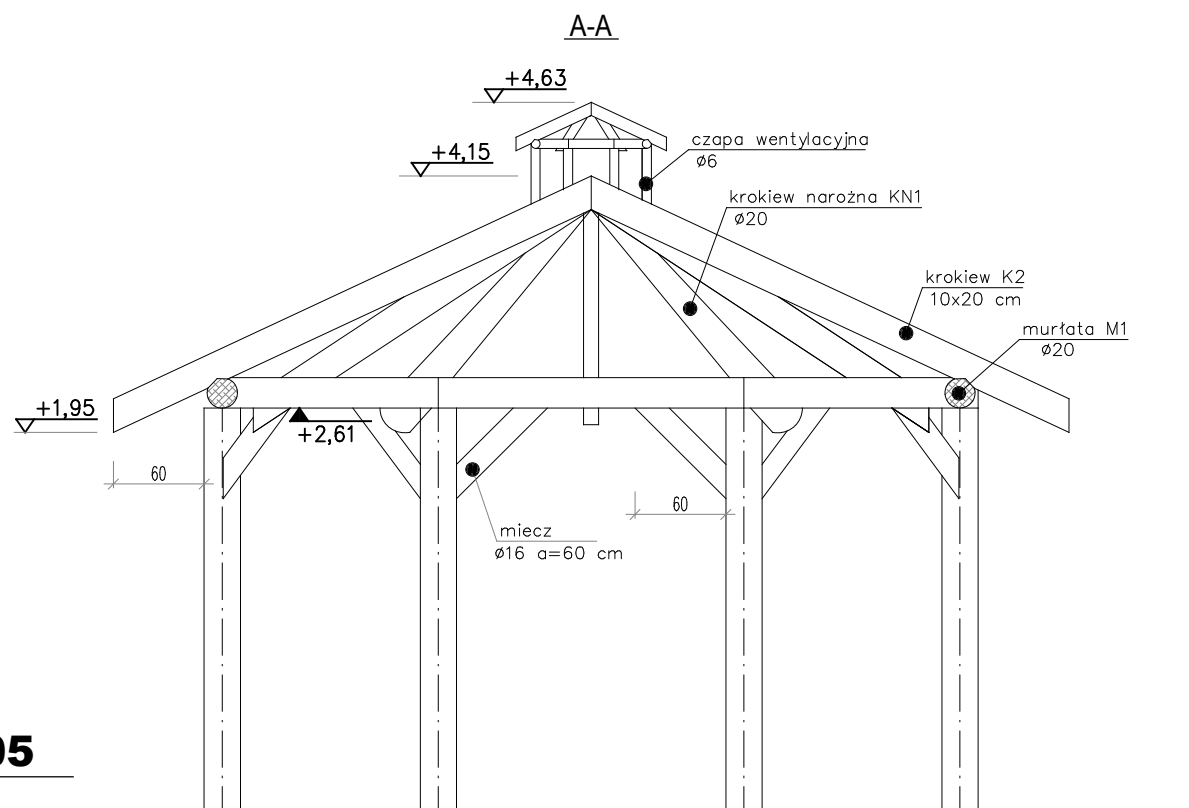 A-A
+4,63
czapa wentylacyjna
ø6
+4,15
krokiew narożna KN1
ø20
krokiew K2
10x20 cm
murłata M1
ø20
+1,95
+2,61
60
60
miecz
ø16 a=60 cm
05